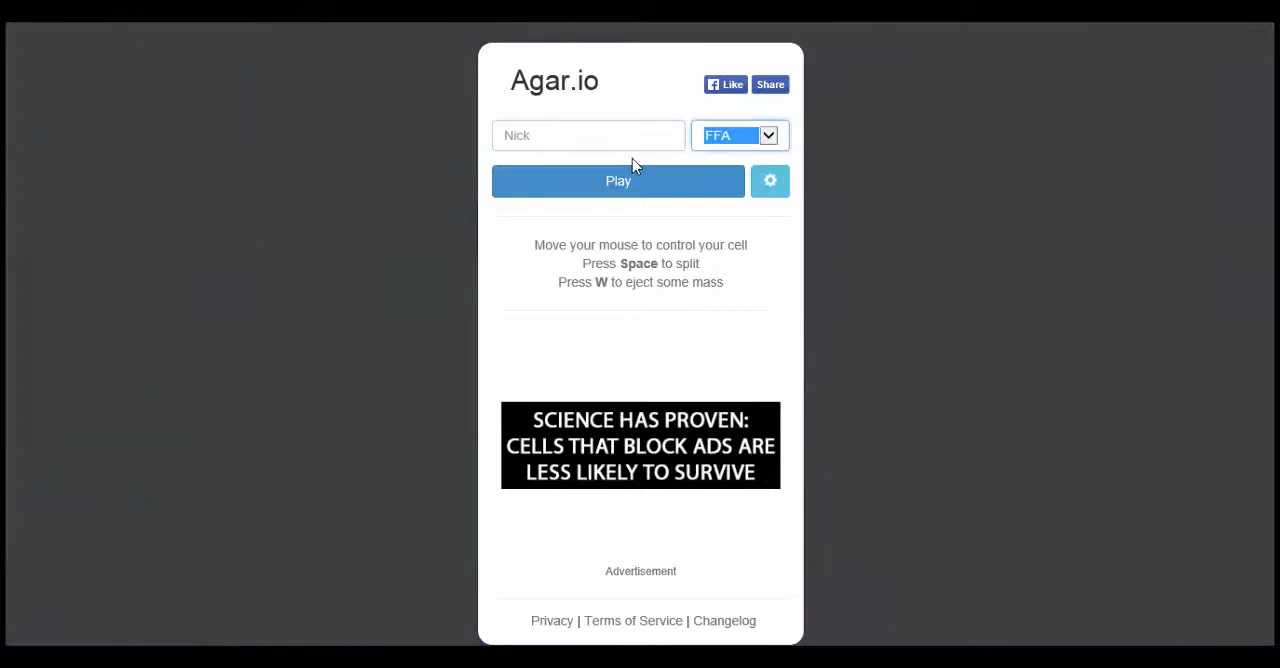 Agar.io
Like Share
Nick
FFA
Play
Move your mouse to control your cell
Press Space to split
Press W to eject some mass
SCIENCE HAS PROVEN:
CELLS THAT BLOCK ADS ARE
LESS LIKELY TO SURVIVE
Advertisement
Privacy | Terms of Service | Changelog